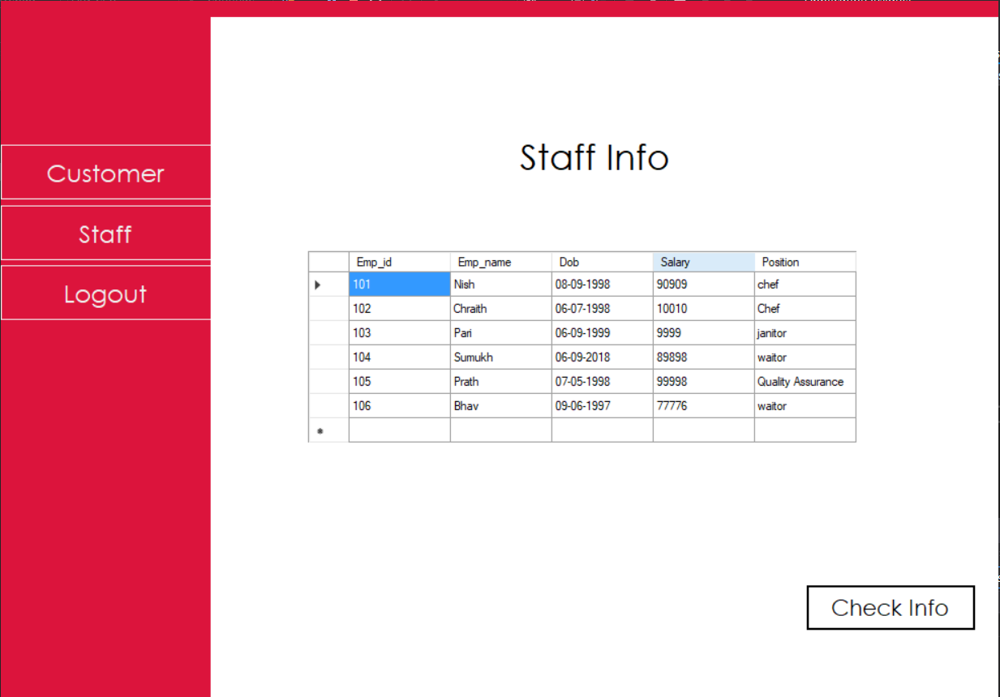 Customer
Staff
Logout
Staff Info
Emp_id Emp_name Dob Salary Position
101 Nish 08-09-1998 90909 chef
102 Chraith 06-07-1998 10010 Chef
103 Pari 06-09-1999 9999 janitor
104 Sumukh 06-09-2018 89898 waitor
105 Prath 07-05-1998 99998 Quality Assurance
106 Bhav 09-06-1997 77776 waitor
Check Info